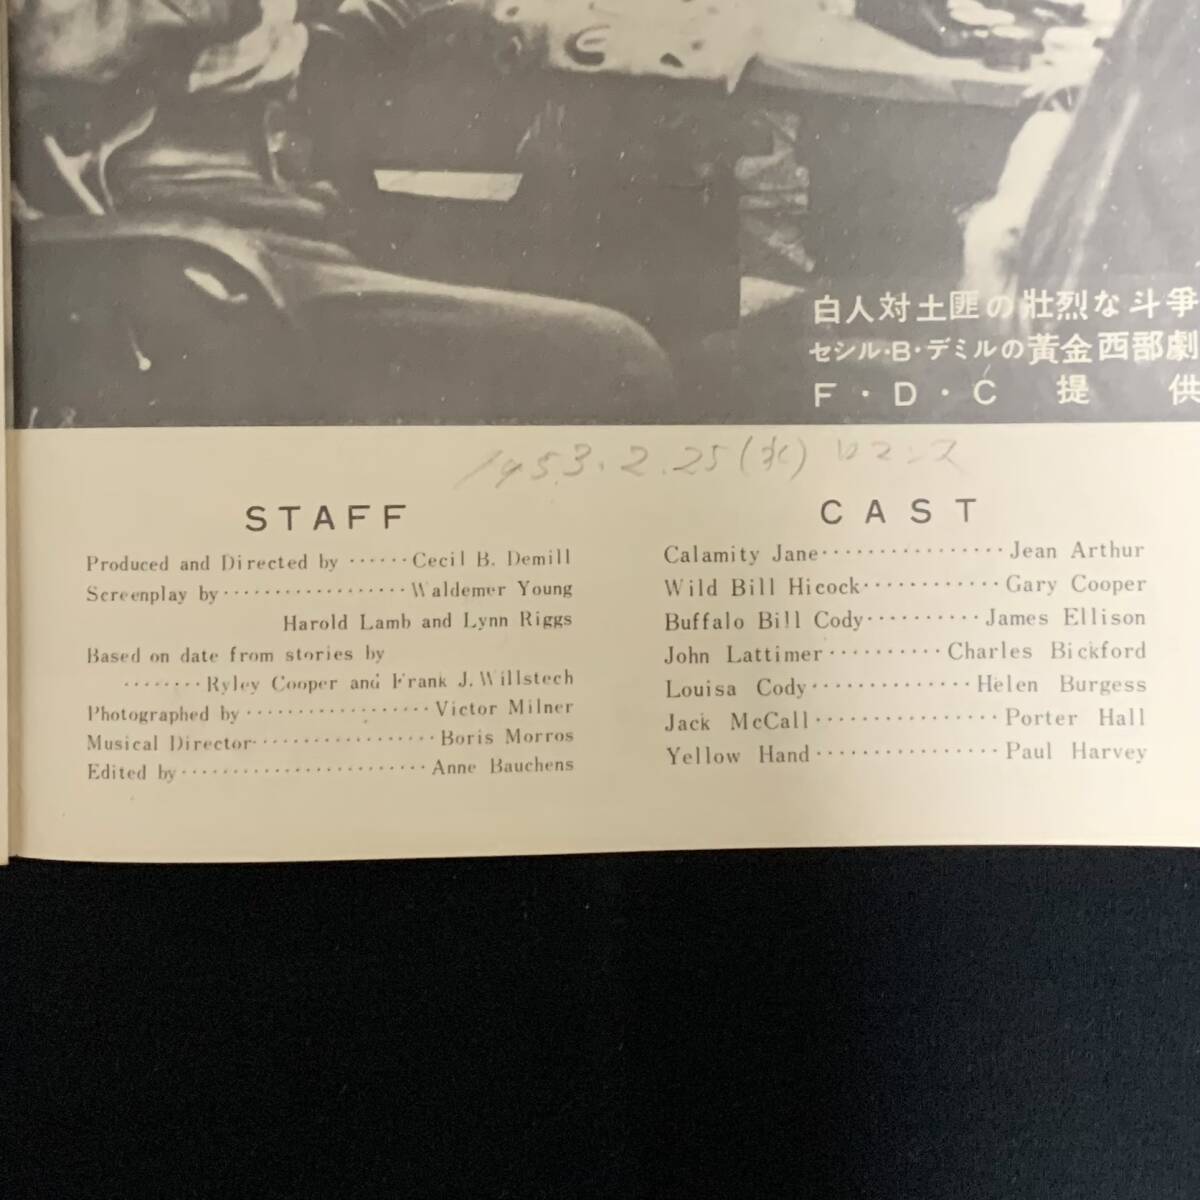 白人対土匪の壯烈な斗爭
セシル・B・デミルの黃金西部劇
F・D・C 提供
1953.2.25(水) ロマンス
STAFF
Produced and Directed by ······Cecil B. Demill
Screenplay by··················Waldemer Young
Harold Lamb and Lynn Riggs
Based on date from stories by
········Ryley Cooper and Frank J. Willstech
Photographed by ··················Victor Milner
Musical Director··················Boris Morros
Edited by························Anne Bauchens
CAST
Calamity Jane················Jean Arthur
Wild Bill Hicock············Gary Cooper
Buffalo Bill Cody··········James Ellison
John Lattimer··········Charles Bickford
Louisa Cody··············Helen Burgess
Jack McCall················Porter Hall
Yellow Hand················Paul Harvey